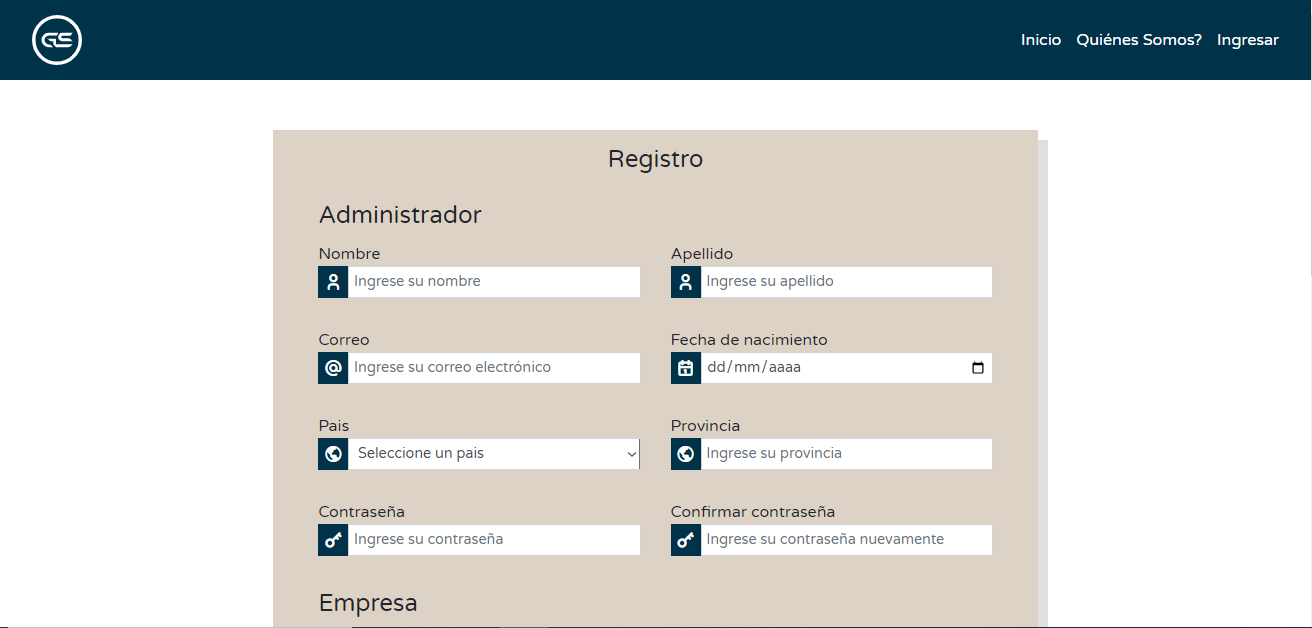 GS
Inicio Quiénes Somos? Ingresar
Registro
Administrador
Nombre Apellido
Ingrese su nombre Ingrese su apellido
Correo Fecha de nacimiento
Ingrese su correo electrónico dd/mm/aaaa
Pais Provincia
Seleccione un pais Ingrese su provincia
Contraseña Confirmar contraseña
Ingrese su contraseña Ingrese su contraseña nuevamente
Empresa